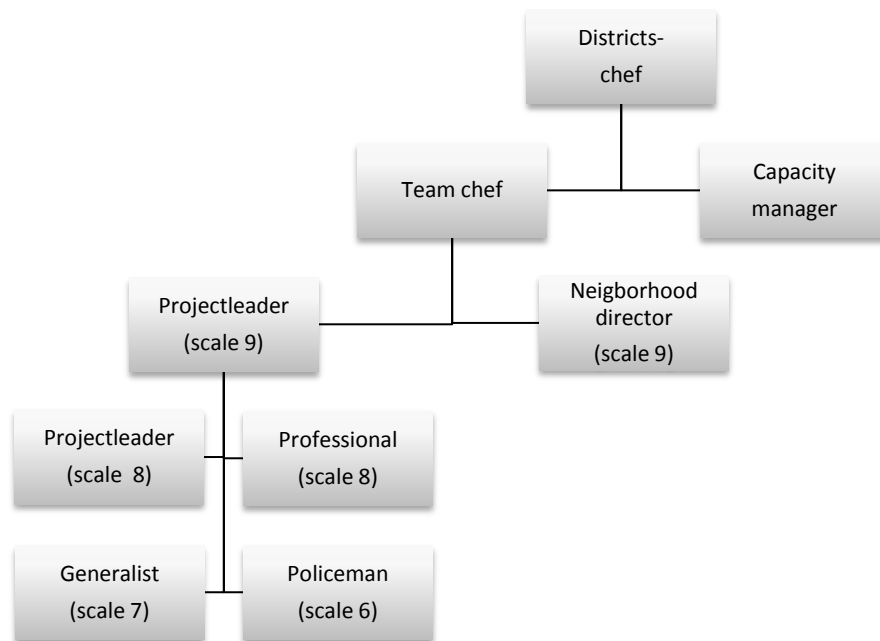 Districts-
chef
Team chef
Capacity
manager
Projectleader
(scale 9)
Neigborhood
director
(scale 9)
Projectleader
(scale  8)
Professional
(scale 8)
Generalist
(scale 7)
Policeman
(scale 6)